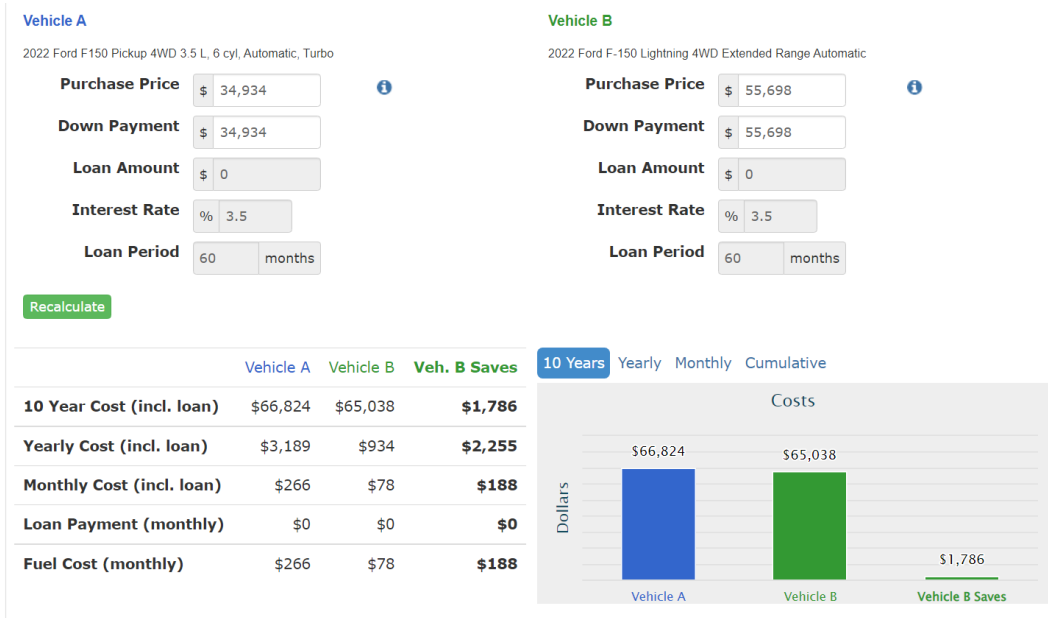 Vehicle A
2022 Ford F150 Pickup 4WD 3.5 L, 6 cyl, Automatic, Turbo
Purchase Price $ 34,934
Down Payment $ 34,934
Loan Amount $ 0
Interest Rate % 3.5
Loan Period 60 months
Recalculate
Vehicle B
2022 Ford F-150 Lightning 4WD Extended Range Automatic
Purchase Price $ 55,698
Down Payment $ 55,698
Loan Amount $ 0
Interest Rate % 3.5
Loan Period 60 months
Vehicle A Vehicle B Veh. B Saves
10 Year Cost (incl. loan) $66,824 $65,038 $1,786
Yearly Cost (incl. loan) $3,189 $934 $2,255
Monthly Cost (incl. loan) $266 $78 $188
Loan Payment (monthly) $0 $0 $0
Fuel Cost (monthly) $266 $78 $188
10 Years Yearly Monthly Cumulative
Costs
Dollars
$66,824 $65,038 $1,786
Vehicle A Vehicle B Vehicle B Saves